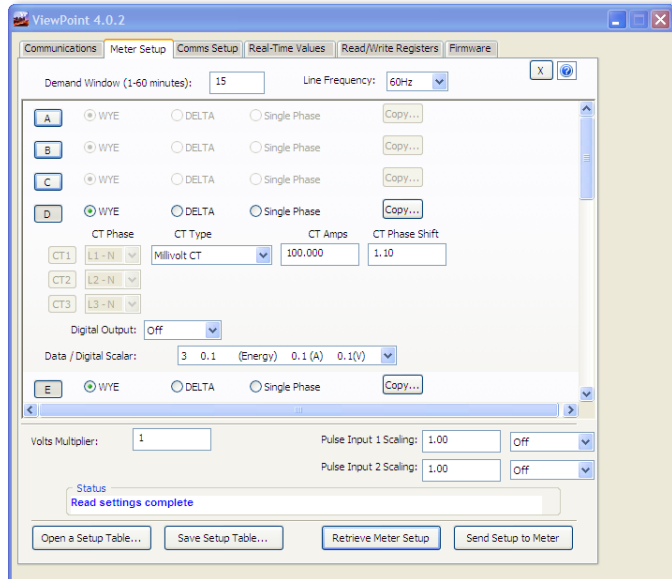 ViewPoint 4.0.2
Communications Meter Setup Comms Setup Real-Time Values Read/Write Registers Firmware
X
Demand Window (1-60 minutes): 15 Line Frequency: 60Hz
A WYE DELTA Single Phase Copy...
B WYE DELTA Single Phase Copy...
C WYE DELTA Single Phase Copy...
D WYE DELTA Single Phase Copy...
CT Phase CT Type CT Amps CT Phase Shift
CT1 L1 - N Millivolt CT 100.000 1.10
CT2 L2 - N
CT3 L3 - N
Digital Output: Off
Data / Digital Scalar: 3 0.1 (Energy) 0.1 (A) 0.1(V)
E WYE DELTA Single Phase Copy...
Volts Multiplier: 1 Pulse Input 1 Scaling: 1.00 Off
Pulse Input 2 Scaling: 1.00 Off
Status
Read settings complete
Open a Setup Table... Save Setup Table... Retrieve Meter Setup Send Setup to Meter